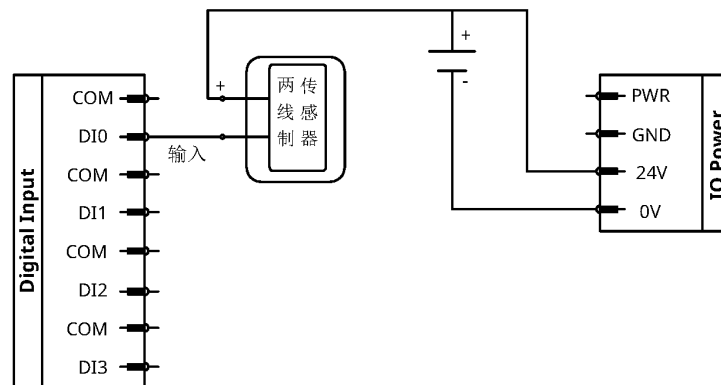 Digital Input
COM
DI0
COM
DI1
COM
DI2
COM
DI3
输入
+
两线制
传感器
+
-
PWR
GND
24V
0V
IO Power